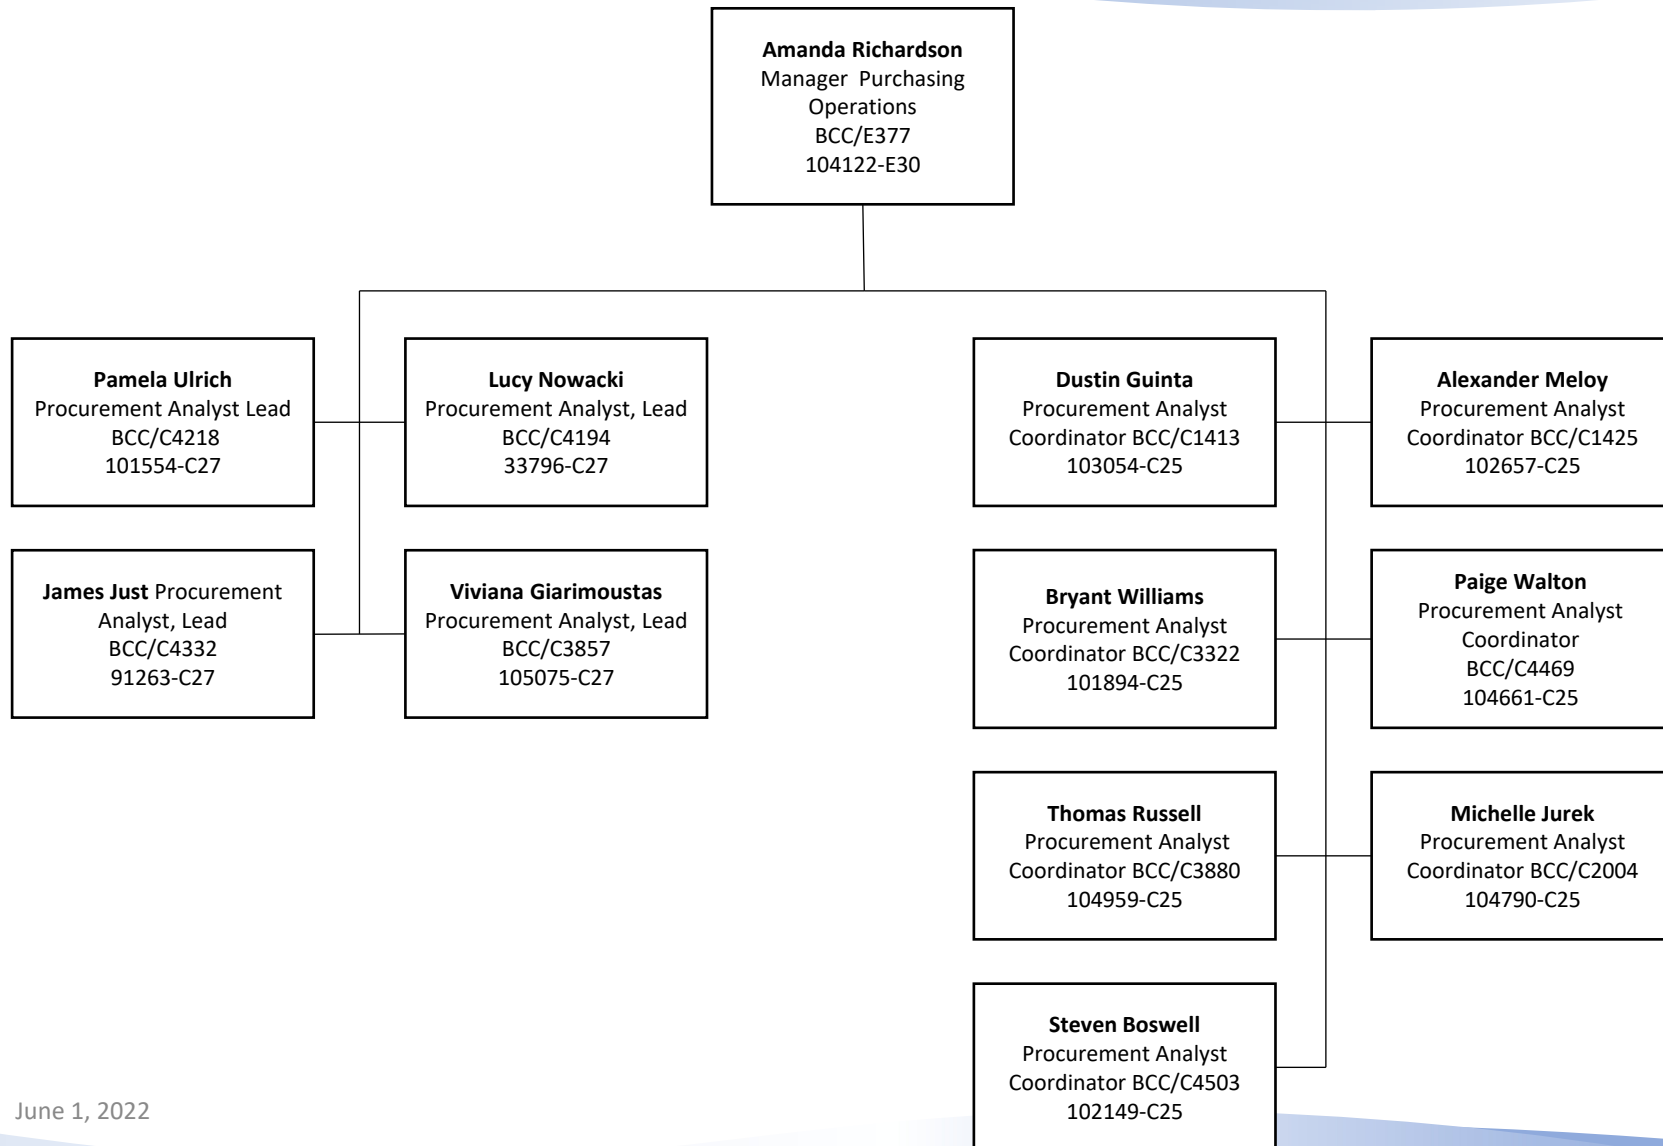 Amanda Richardson
Manager  Purchasing
Operations
BCC/E377
104122-E30
Pamela Ulrich
Procurement Analyst Lead
BCC/C4218
101554-C27
Lucy Nowacki
Procurement Analyst, Lead
BCC/C4194
33796-C27
Dustin Guinta
Procurement Analyst
Coordinator BCC/C1413
103054-C25
Alexander Meloy
Procurement Analyst
Coordinator BCC/C1425
102657-C25
James Just Procurement
Analyst, Lead
BCC/C4332
91263-C27
Viviana Giarimoustas
Procurement Analyst, Lead
BCC/C3857
105075-C27
Bryant Williams
Procurement Analyst
Coordinator BCC/C3322
101894-C25
Paige Walton
Procurement Analyst
Coordinator
BCC/C4469
104661-C25
Thomas Russell
Procurement Analyst
Coordinator BCC/C3880
104959-C25
Michelle Jurek
Procurement Analyst
Coordinator BCC/C2004
104790-C25
Steven Boswell
Procurement Analyst
Coordinator BCC/C4503
102149-C25
June 1, 2022